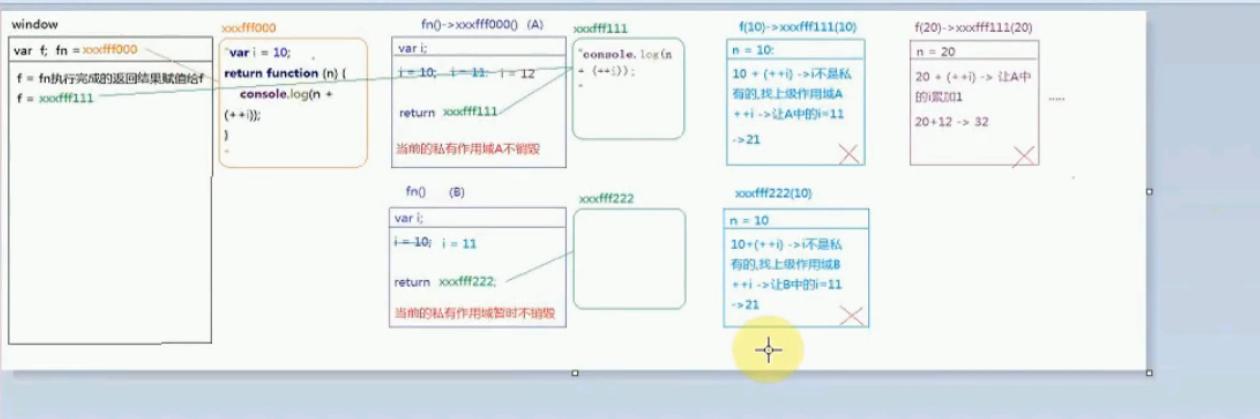 window
var f; fn = xxxfff000
f = fn执行完成的返回结果赋值给f
f = xxxfff111
xxxfff000
"var i = 10;
return function (n) {
console.log(n +
(++i));
}
"
fn()->xxxfff000() (A)
var i;
i = 10; i = 11; i = 12
return xxxfff111
当前的私有作用域A不销毁
xxxfff111
"console.log(n
+ (++i));
"
f(10)->xxxfff111(10)
n = 10;
10 + (++i) ->i不是私
有的,找上级作用域A
++i ->让A中的i=11
->21
f(20)->xxxfff111(20)
n = 20
20 + (++i) -> 让A中
的i累加1
20+12 -> 32
......
fn() (B)
var i;
i = 10; i = 11
return xxxfff222;
当前的私有作用域暂时不销毁
xxxfff222
xxxfff222(10)
n = 10
10+(++i) ->i不是私
有的,找上级作用域B
++i ->让B中的i=11
->21